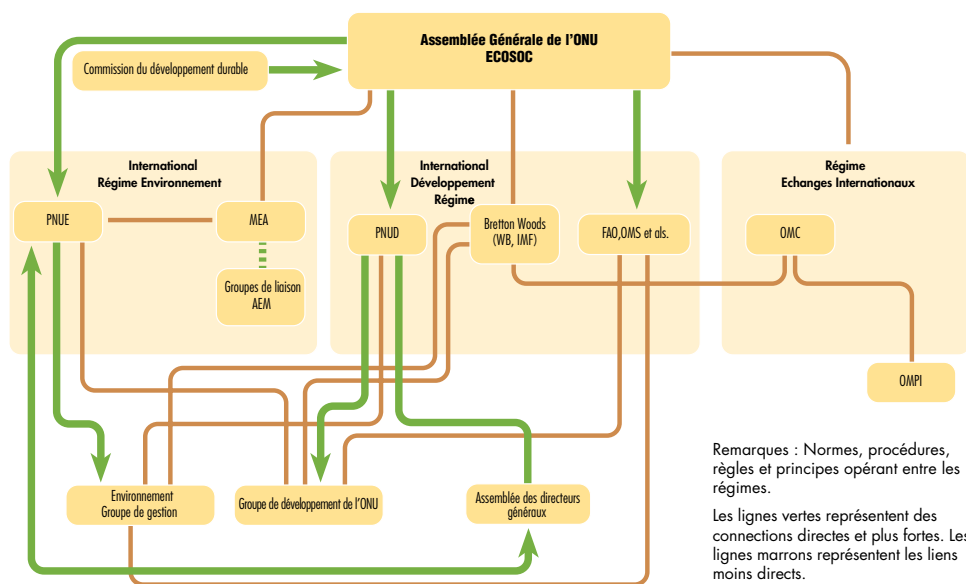 Assemblée Générale de l'ONU
ECOSOC
Commission du développement durable
International
Régime Environnement
International
Développement
Régime
Régime
Echanges Internationaux
PNUE
MEA
PNUD
Bretton Woods
(WB, IMF)
FAO,OMS et als.
OMC
Groupes de liaison
AEM
OMPI
Environnement
Groupe de gestion
Groupe de développement de l'ONU
Assemblée des directeurs
généraux
Remarques : Normes, procédures,
règles et principes opérant entre les
régimes.
Les lignes vertes représentent des
connections directes et plus fortes. Les
lignes marrons représentent les liens
moins directs.